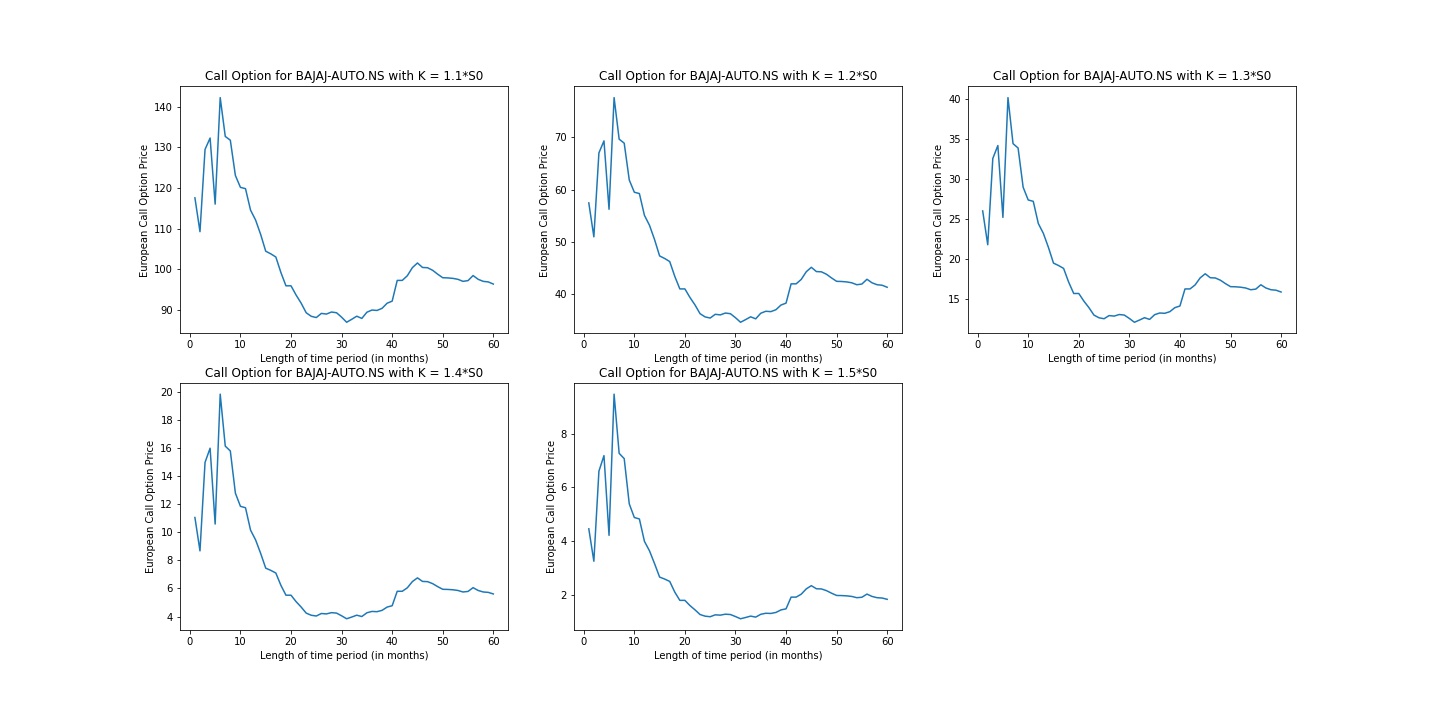 Call Option for BAJAJ-AUTO.NS with K = 1.1*S0
European Call Option Price
140
130
120
110
100
90
0 10 20 30 40 50 60
Length of time period (in months)
Call Option for BAJAJ-AUTO.NS with K = 1.2*S0
European Call Option Price
70
60
50
40
0 10 20 30 40 50 60
Length of time period (in months)
Call Option for BAJAJ-AUTO.NS with K = 1.3*S0
European Call Option Price
40
35
30
25
20
15
0 10 20 30 40 50 60
Length of time period (in months)
Call Option for BAJAJ-AUTO.NS with K = 1.4*S0
European Call Option Price
20
18
16
14
12
10
8
6
4
0 10 20 30 40 50 60
Length of time period (in months)
Call Option for BAJAJ-AUTO.NS with K = 1.5*S0
European Call Option Price
8
6
4
2
0 10 20 30 40 50 60
Length of time period (in months)